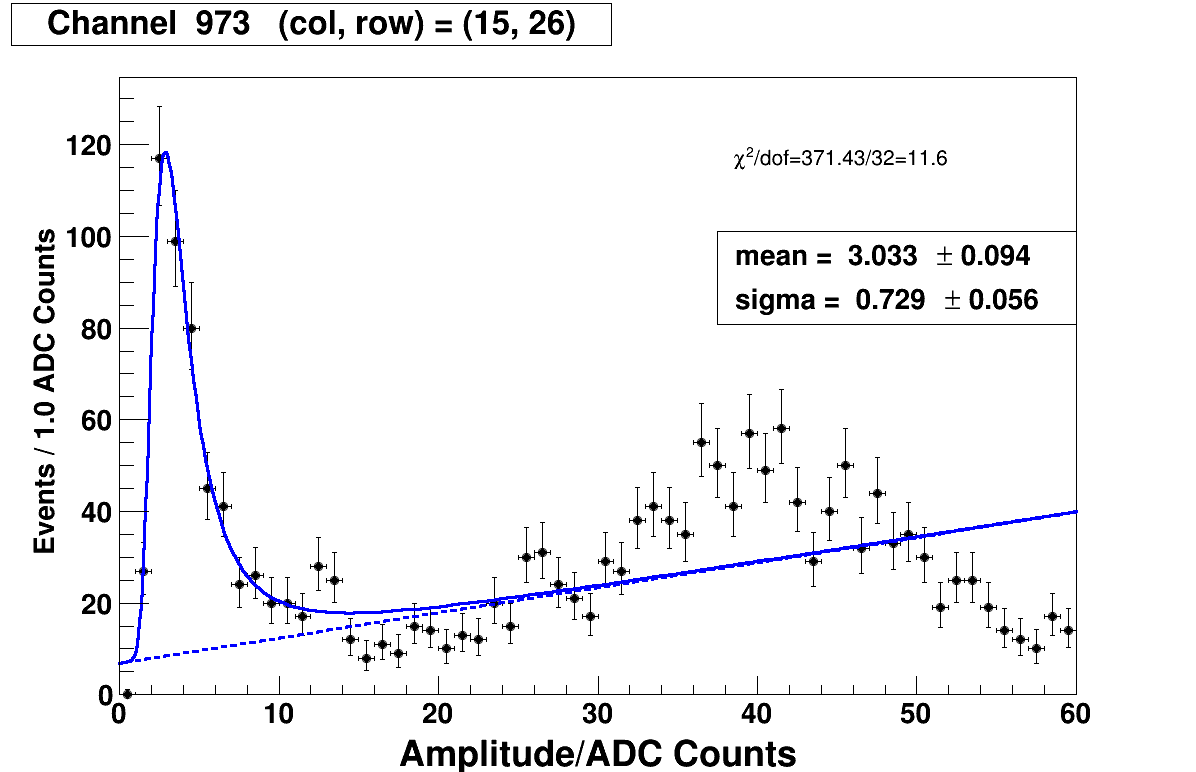 Channel 973 (col, row) = (15, 26)
120
100
80
60
40
20
0
Events / 1.0 ADC Counts
χ²/dof=371.43/32=11.6
mean = 3.033 ± 0.094
sigma = 0.729 ± 0.056
0 10 20 30 40 50 60
Amplitude/ADC Counts